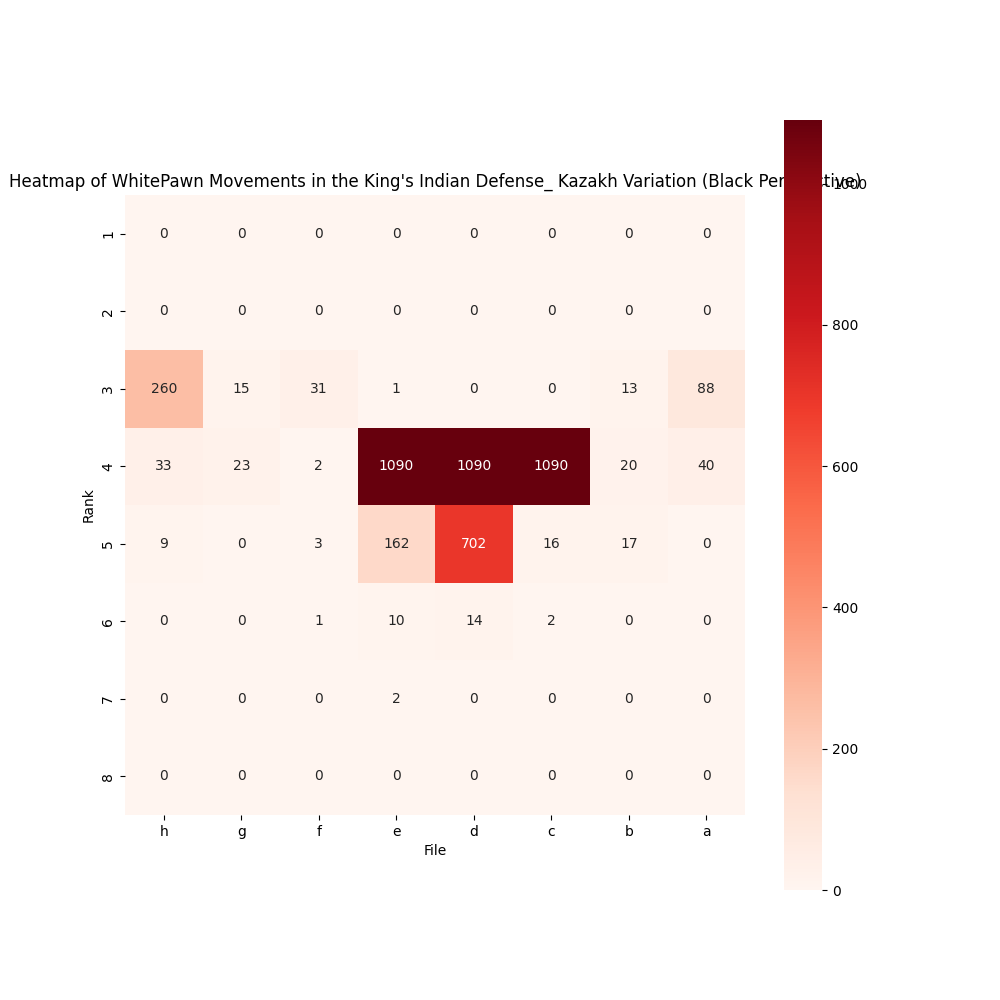 Heatmap of WhitePawn Movements in the King's Indian Defense_ Kazakh Variation (Black Perspective)
1000
1 0 0 0 0 0 0 0 0
2 0 0 0 0 0 0 0 0
800
3 260 15 31 1 0 0 13 88
4 33 23 2 1090 1090 1090 20 40
600
Rank
5 9 0 3 162 702 16 17 0
400
6 0 0 1 10 14 2 0 0
7 0 0 0 2 0 0 0 0
200
8 0 0 0 0 0 0 0 0
h g f e d c b a
File
0